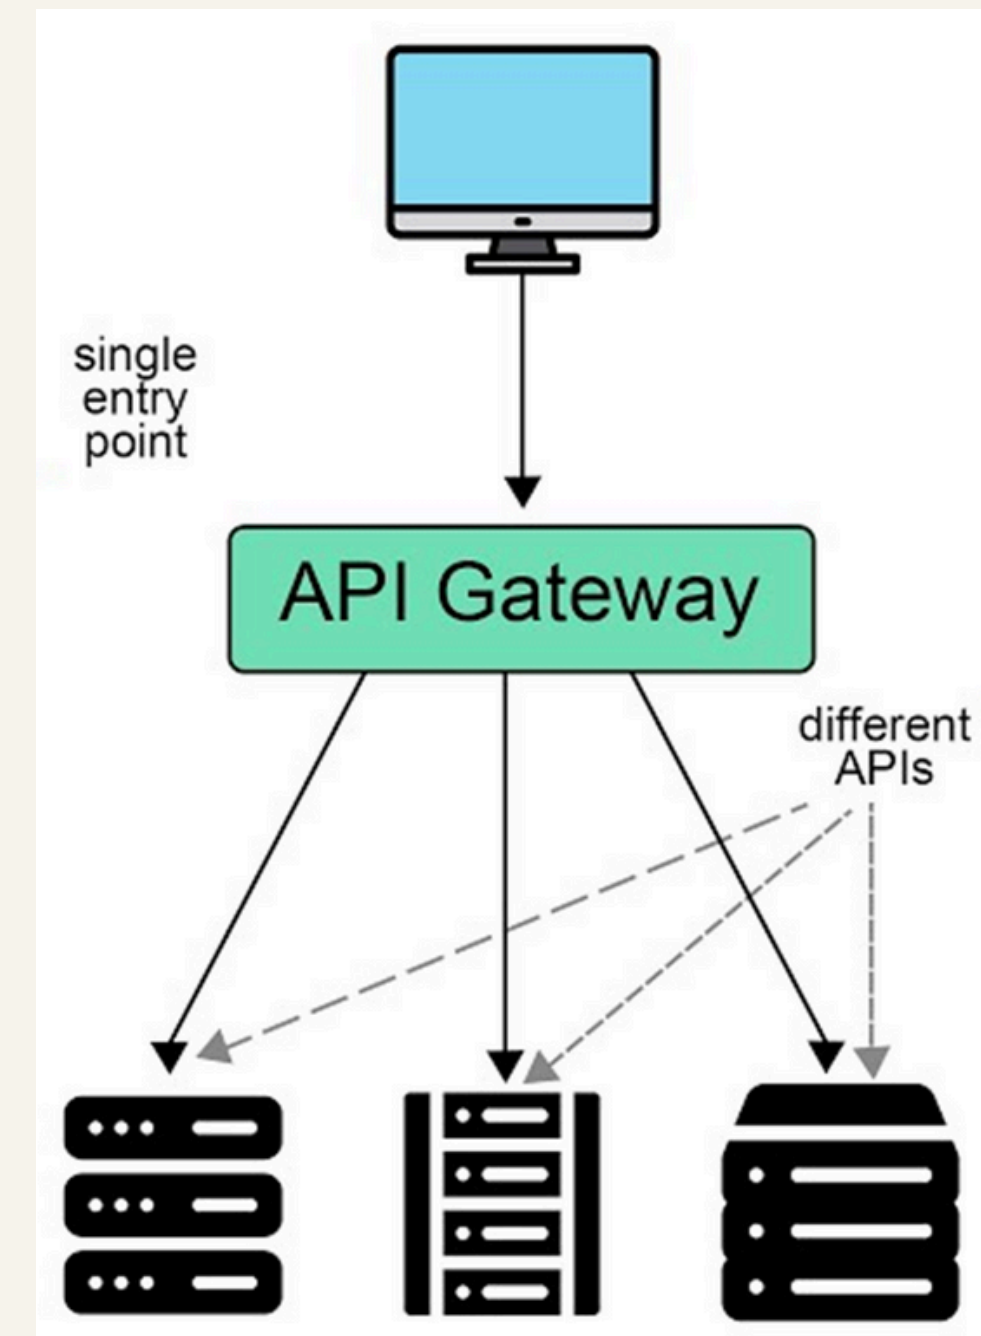 single
entry
point
API Gateway
different
APIs